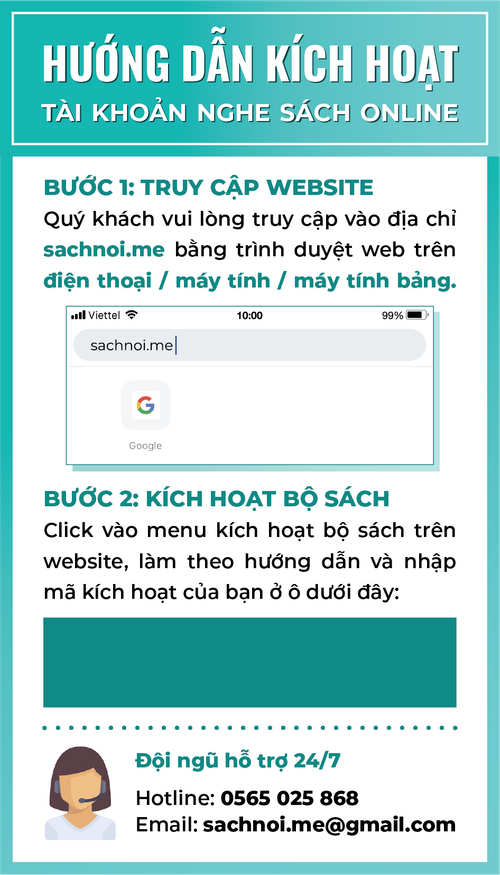 HƯỚNG DẪN KÍCH HOẠT
TÀI KHOẢN NGHE SÁCH ONLINE
BƯỚC 1: TRUY CẬP WEBSITE
Quý khách vui lòng truy cập vào địa chỉ
sachnoi.me bằng trình duyệt web trên
điện thoại / máy tính / máy tính bảng.
Viettel 10:00 99%
sachnoi.me
G
Google
BƯỚC 2: KÍCH HOẠT BỘ SÁCH
Click vào menu kích hoạt bộ sách trên
website, làm theo hướng dẫn và nhập
mã kích hoạt của bạn ở ô dưới đây:
Đội ngũ hỗ trợ 24/7
Hotline: 0565 025 868
Email: sachnoi.me@gmail.com